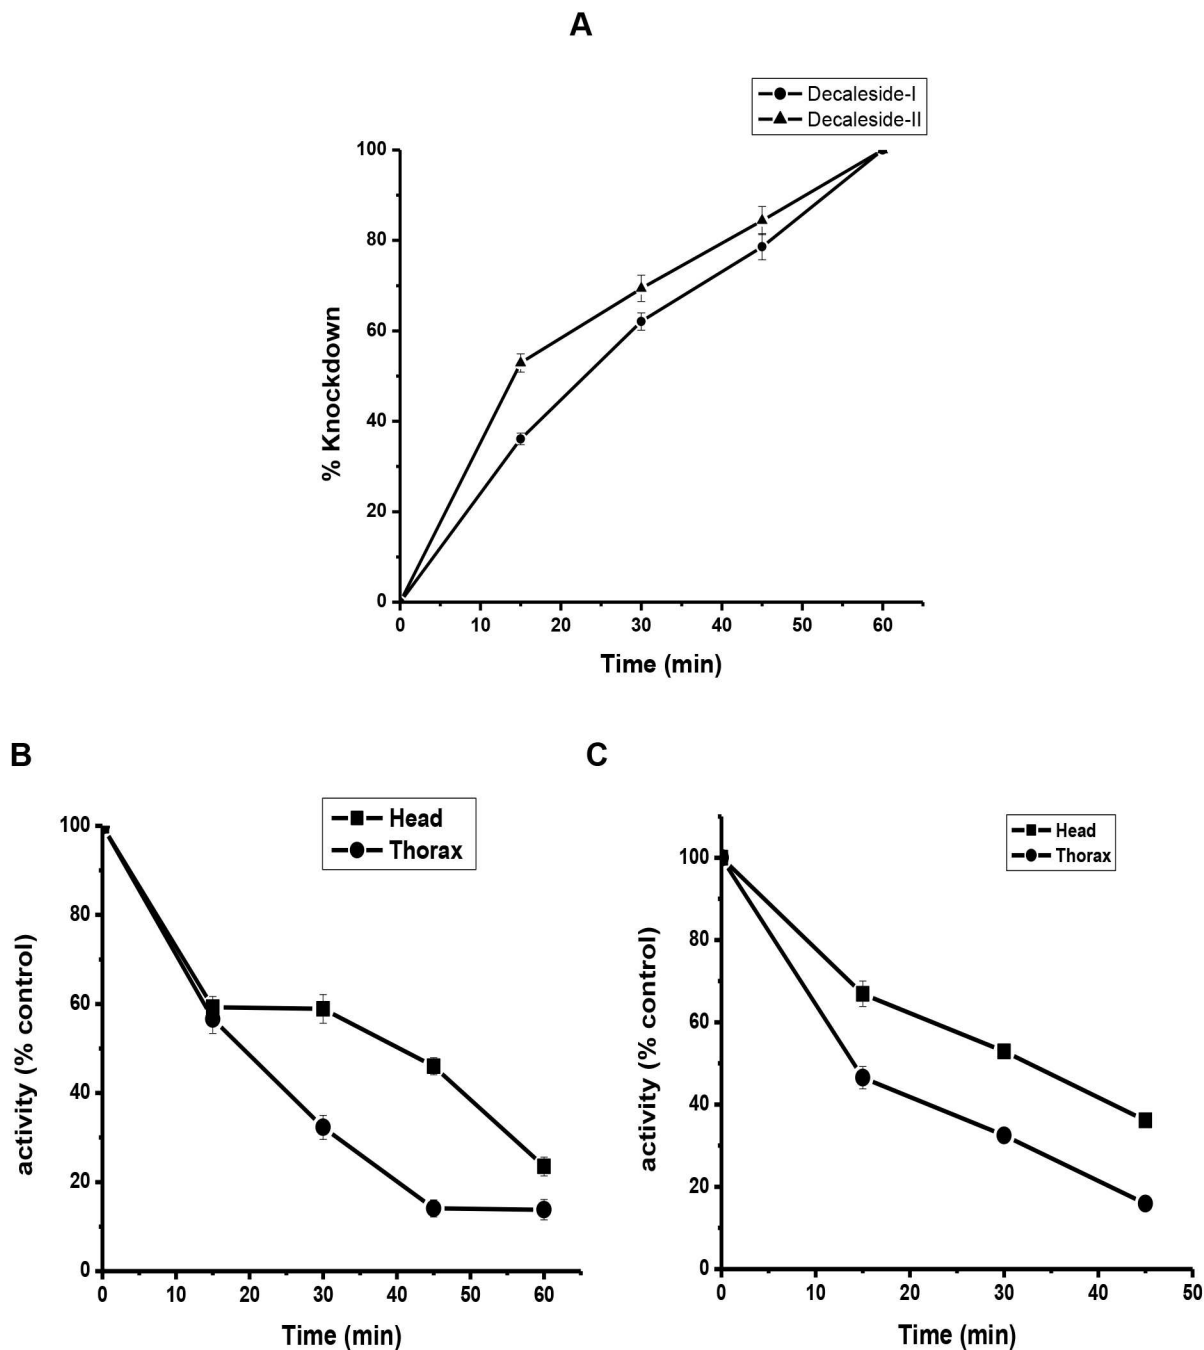 A
Decaleside-I
Decaleside-II
100
80
60
40
20
0
% Knockdown
0 10 20 30 40 50 60
Time (min)
B
Head
Thorax
100
80
60
40
20
0
activity (% control)
0 10 20 30 40 50 60
Time (min)
C
Head
Thorax
100
80
60
40
20
0
activity (% control)
0 10 20 30 40 50
Time (min)